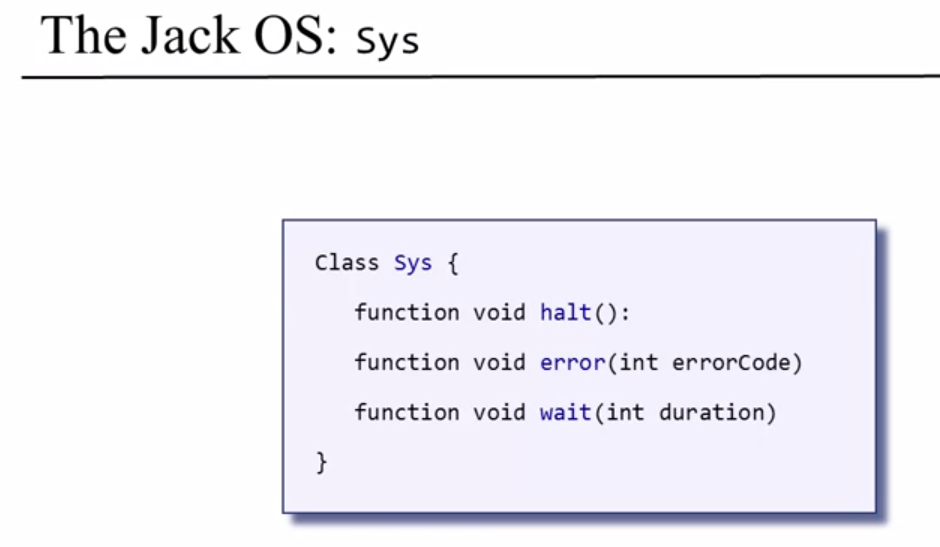 The Jack OS: Sys
Class Sys {
function void halt():
function void error(int errorCode)
function void wait(int duration)
}